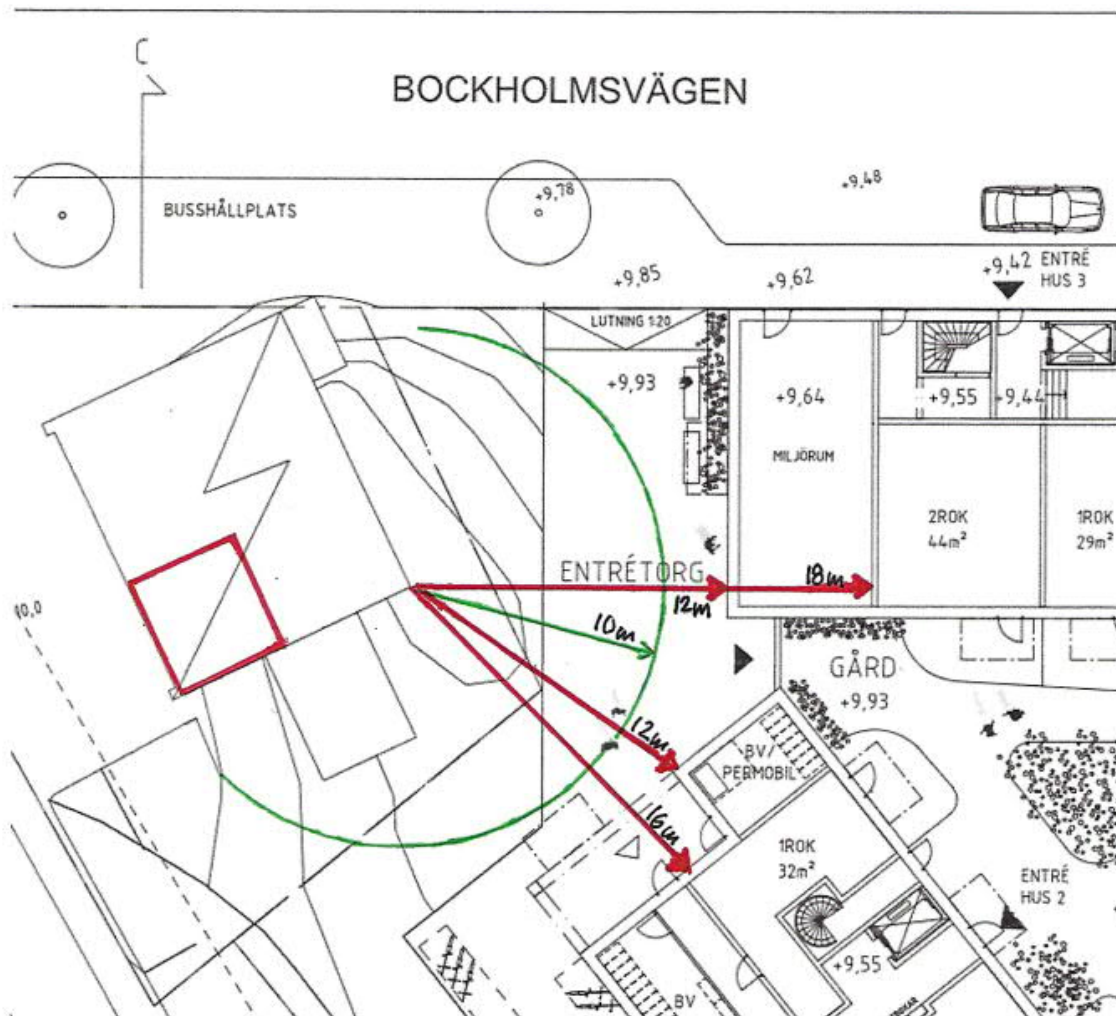 BOCKHOLMSVÄGEN
BUSSHÅLLPLATS
+9,78
+9,48
+9,85
+9,62
+9,42
ENTRÉ
HUS 3
LUTNING 1:20
+9,93
+9,64
+9,55
+9,44
MILJÖRUM
2ROK
44m²
1ROK
29m²
ENTRÉTORG
18m
12m
10,0
10m
GÅRD
+9,93
12m
BV/
PERMOBIL
16m
1ROK
32m²
ENTRÉ
HUS 2
+9,55
BV